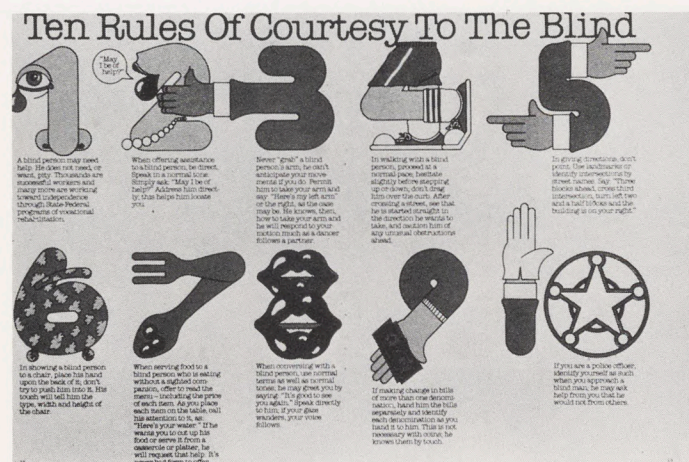 Ten Rules Of Courtesy To The Blind
"May
I be of
help?"
A blind person may need
help. He does not need, or
want, pity. Thousands are
successful workers and
many more are working
toward independence
through State-Federal
programs of vocational
rehabilitation.
When offering assistance
to a blind person, be direct.
Speak in a normal tone.
Simply ask, "May I be of
help?" Address him direct-
ly, this helps him locate
you.
Never "grab" a blind
person's arm, he can't
anticipate your move-
ments if you do. Permit
him to take your arm and
say "Here's my left arm"
or the right, as the case
may be. He knows, then,
how to take your arm and
he will respond to your
motion much as a dancer
follows a partner.
In walking with a blind
person, proceed at a
normal pace; hesitate
slightly before stepping
up or down, don't drag
him over the curb. After
crossing a street, see that
he is started straight in
the direction he wants to
take, and caution him of
any unusual obstructions
ahead.
In giving directions, don't
point. Use landmarks or
identify intersections by
street names. Say: "Three
blocks ahead, cross third
intersection, turn left two
and a half blocks and the
building is on your right."
In showing a blind person
to a chair, place his hand
upon the back of it; don't
try to push him into it. His
touch will tell him the
type, width and heighth of
the chair.
When serving food to a
blind person who is eating
without a sighted com-
panion, offer to read the
menu – including the price
of each item. As you place
each item on the table, call
his attention to it, as:
"Here's your water." If he
wants you to cut up his
food or serve it from a
casserole or platter, he
will request that help. It's
When conversing with a
blind person, use normal
terms as well as normal
tones; he may greet you by
saying: "It's good to see
you again." Speak directly
to him, if your gaze
wanders, your voice
follows.
If making change in bills
of more than one denomi-
nation, hand him the bills
separately and identify
each denomination as you
hand it to him. This is not
necessary with coins; he
knows them by touch.
If you are a police officer,
identify yourself as such
when you approach a
blind man, he may ask
help from you that he
would not from others.